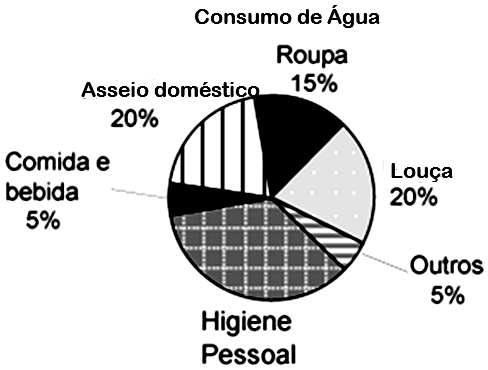 Consumo de Água
Roupa
15%
Asseio doméstico
20%
Comida e
bebida
5%
Louça
20%
Outros
5%
Higiene
Pessoal